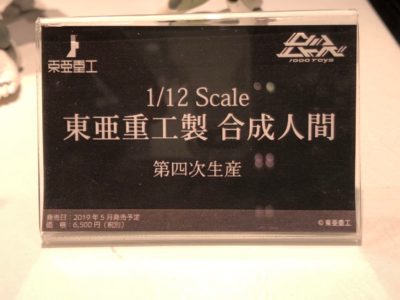 東亜重工
1000toys
1/12 Scale
東亜重工製 合成人間
第四次生産
発売日：2019年5月発売予定
価　格：6,500円（税別）
©東亜重工